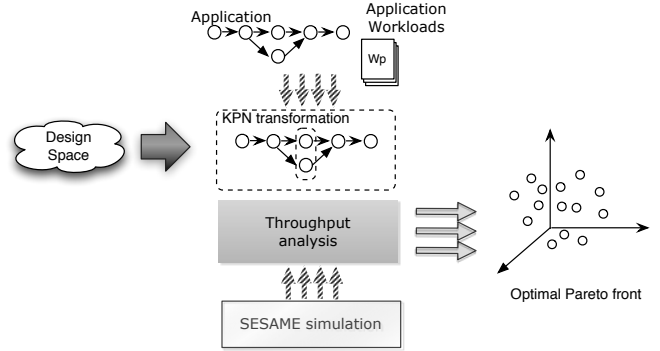 Application
Application
Workloads
Wp
KPN transformation
Design
Space
Throughput
analysis
Optimal Pareto front
SESAME simulation